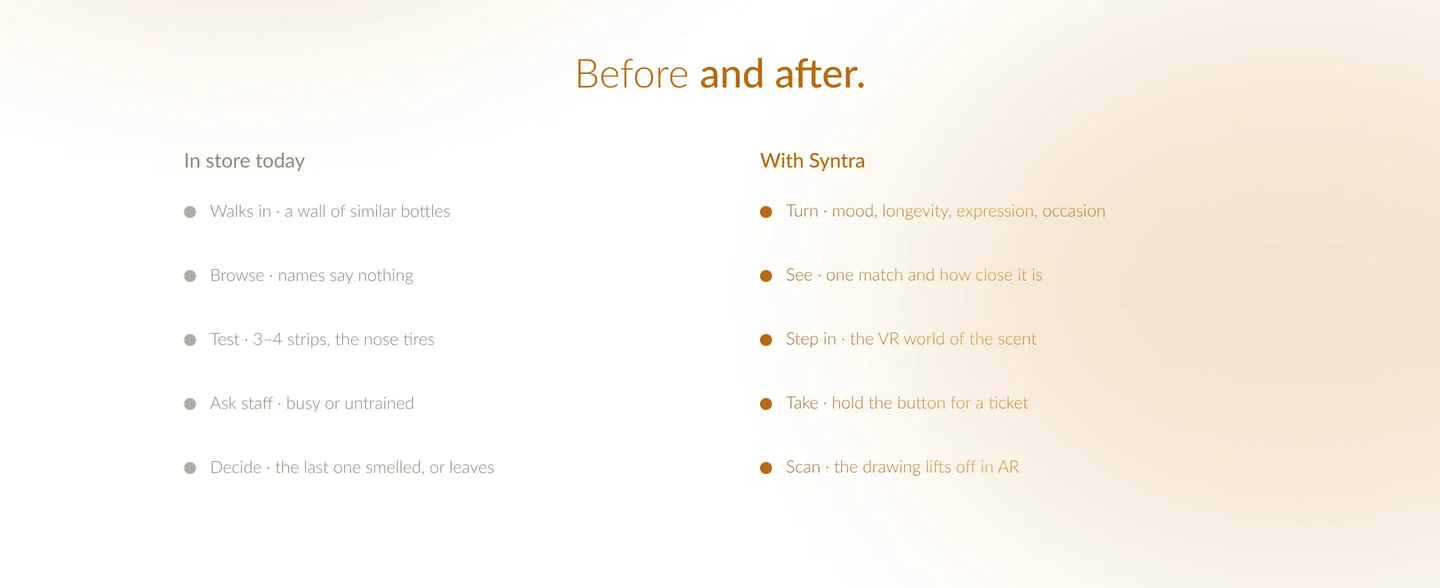 Before and after.
In store today
Walks in · a wall of similar bottles
Browse · names say nothing
Test · 3–4 strips, the nose tires
Ask staff · busy or untrained
Decide · the last one smelled, or leaves
With Syntra
Turn · mood, longevity, expression, occasion
See · one match and how close it is
Step in · the VR world of the scent
Take · hold the button for a ticket
Scan · the drawing lifts off in AR